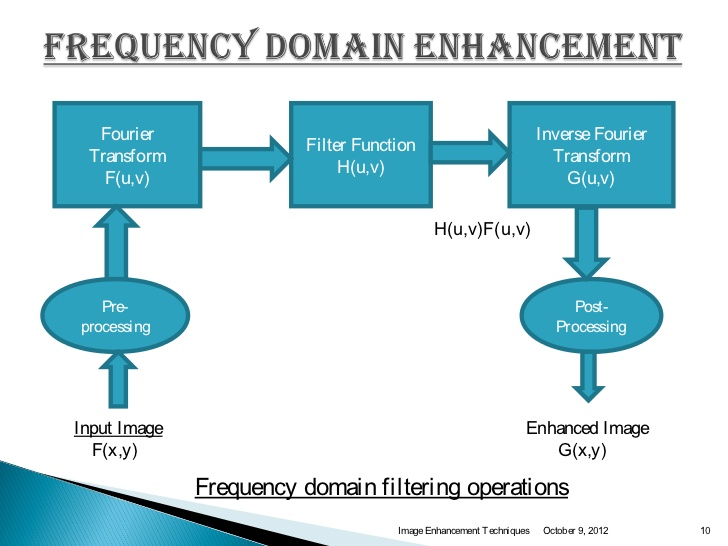 FREQUENCY DOMAIN ENHANCEMENT
Fourier
Transform
F(u,v)
Filter Function
H(u,v)
Inverse Fourier
Transform
G(u,v)
H(u,v)F(u,v)
Pre-
processing
Post-
Processing
Input Image
F(x,y)
Enhanced Image
G(x,y)
Frequency domain filtering operations
Image Enhancement Techniques October 9, 2012 10